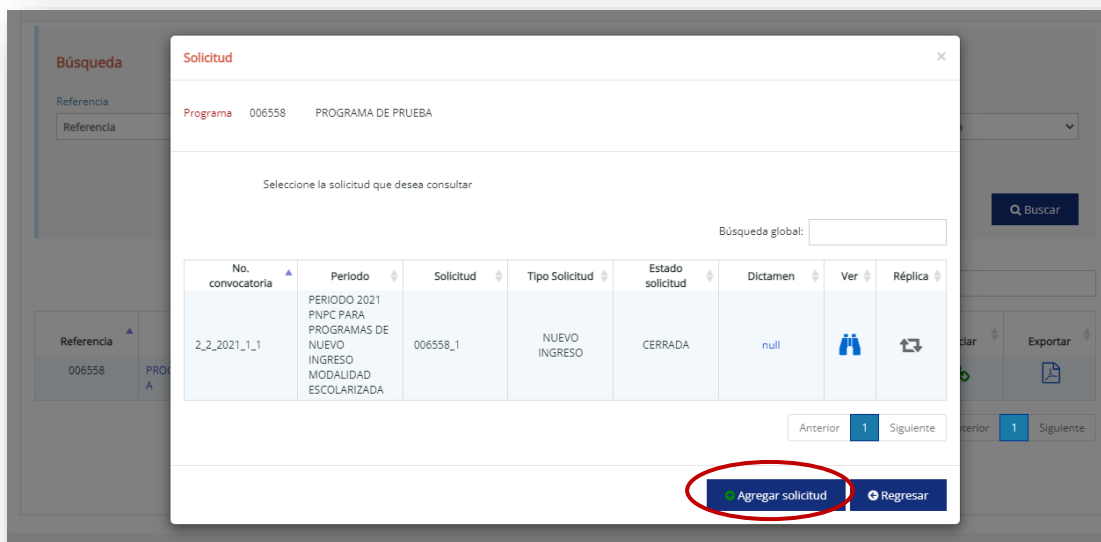 Búsqueda
Solicitud ×
Referencia
Referencia
Programa 006558 PROGRAMA DE PRUEBA
Seleccione la solicitud que desea consultar
Buscar
Búsqueda global:
No. convocatoria Periodo Solicitud Tipo Solicitud Estado solicitud Dictamen Ver Réplica
2_2_2021_1_1 PERIODO 2021
PNPC PARA
PROGRAMAS DE
NUEVO
INGRESO
MODALIDAD
ESCOLARIZADA
006558_1 NUEVO
INGRESO
CERRADA null
Referencia Exportar
006558
A
Anterior 1 Siguiente
1 Siguiente
Agregar solicitud Regresar